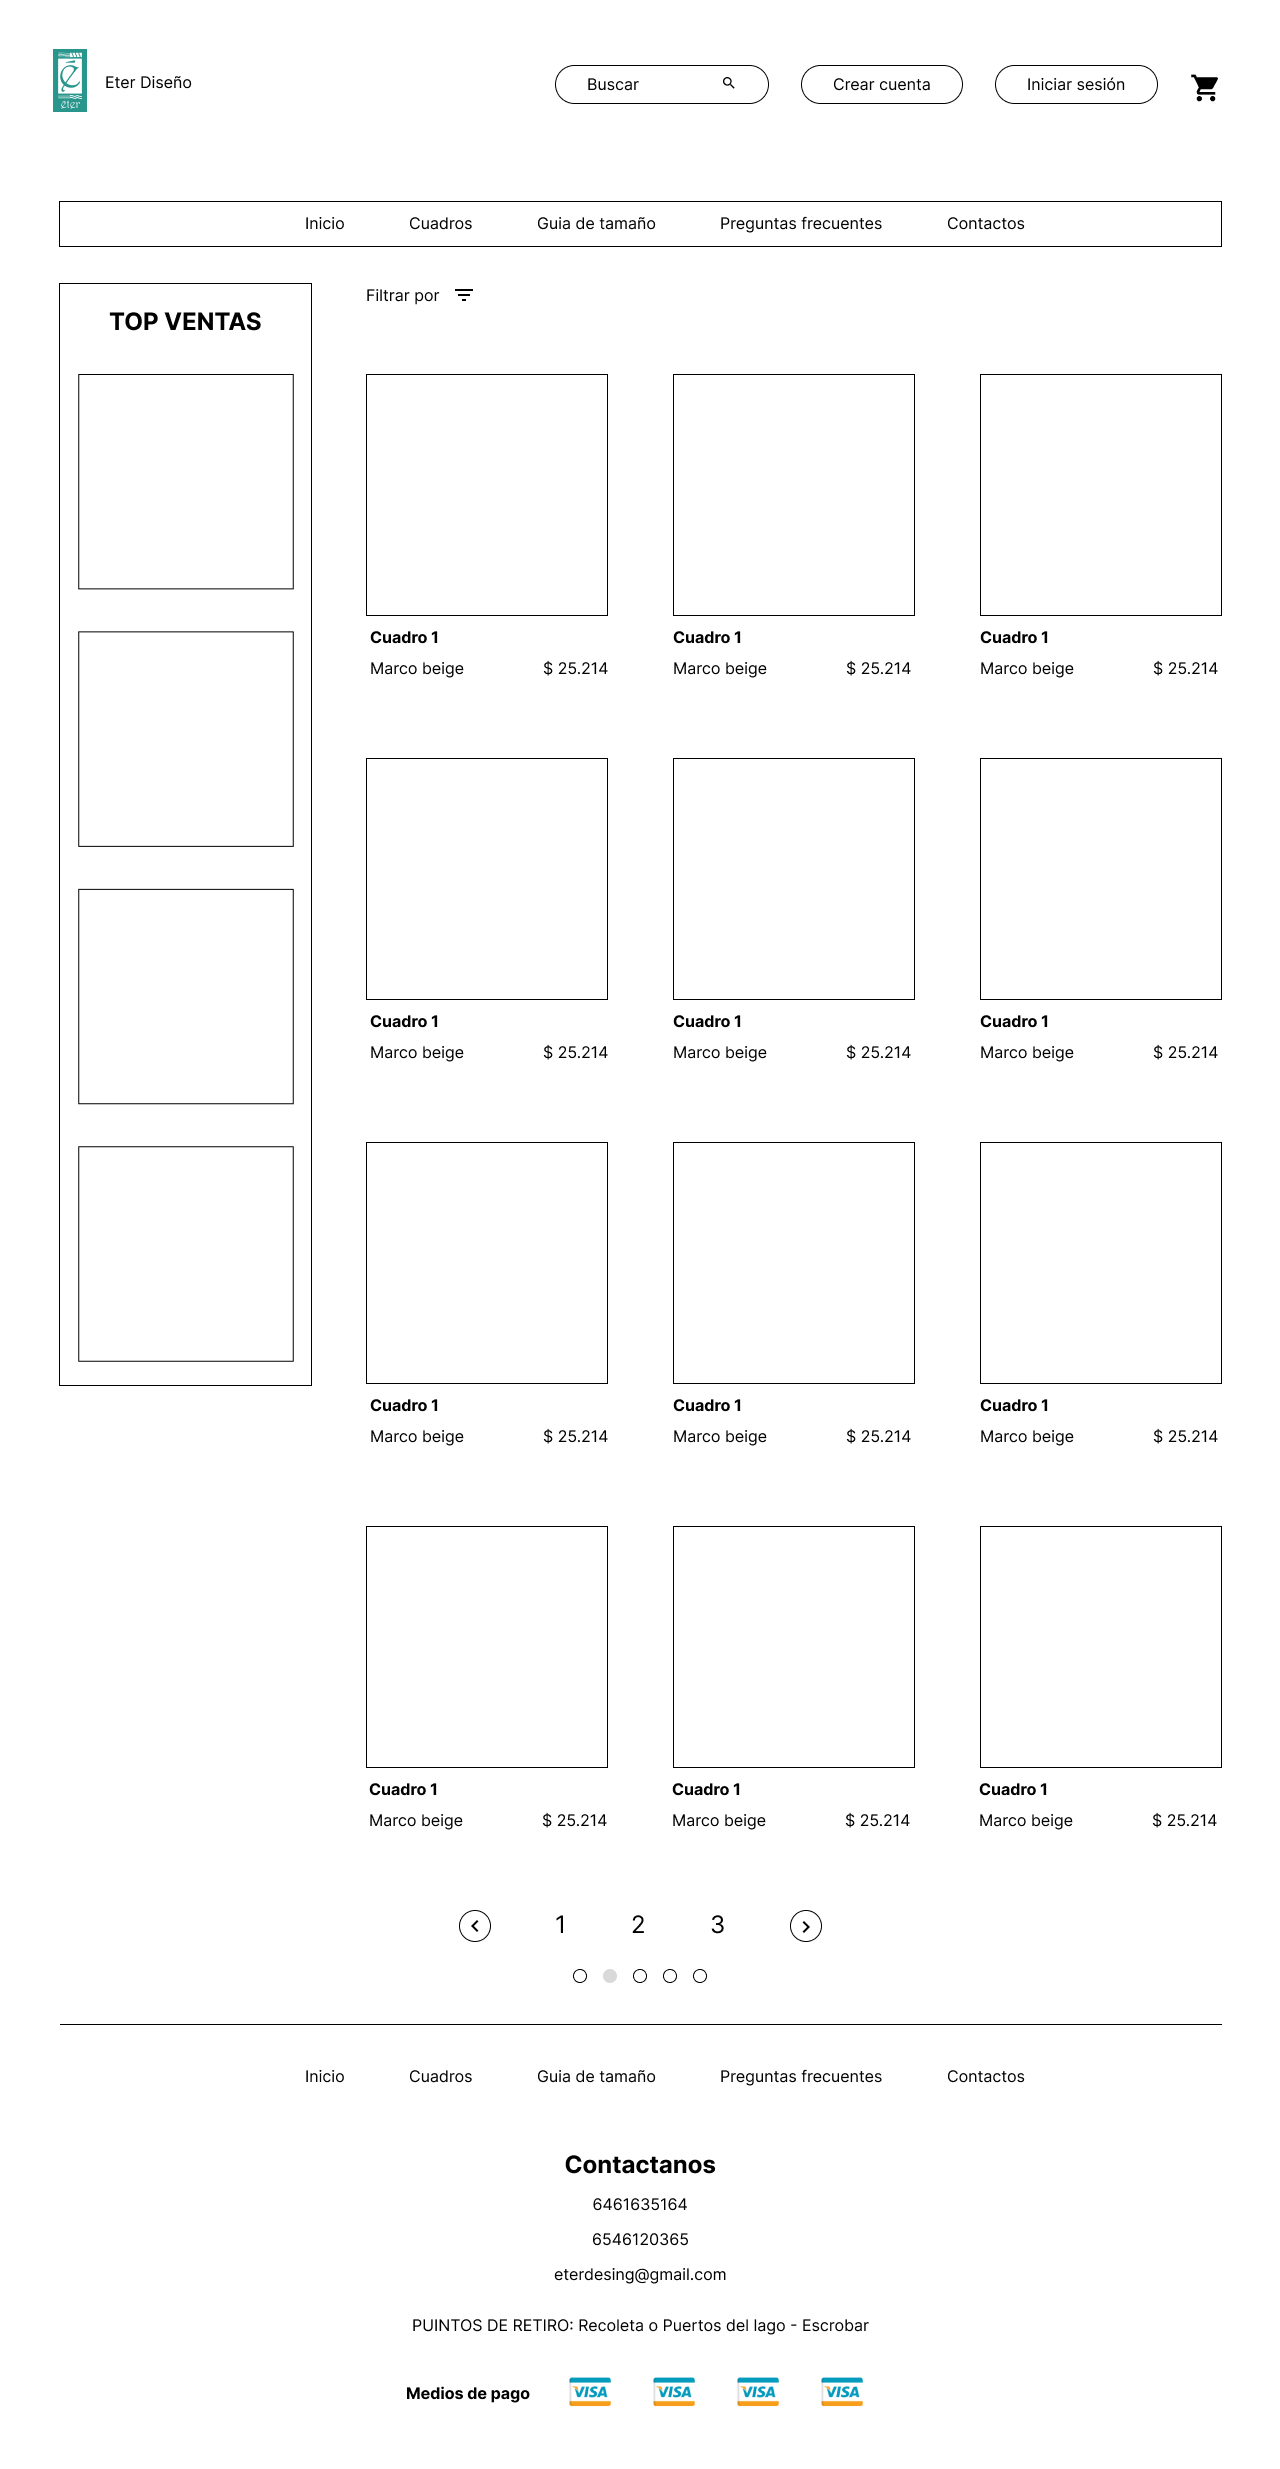 eter
Eter Diseño
Buscar
Crear cuenta
Iniciar sesión
Inicio Cuadros Guia de tamaño Preguntas frecuentes Contactos
TOP VENTAS
Filtrar por
Cuadro 1 Cuadro 1 Cuadro 1
Marco beige $ 25.214 Marco beige $ 25.214 Marco beige $ 25.214
Cuadro 1 Cuadro 1 Cuadro 1
Marco beige $ 25.214 Marco beige $ 25.214 Marco beige $ 25.214
Cuadro 1 Cuadro 1 Cuadro 1
Marco beige $ 25.214 Marco beige $ 25.214 Marco beige $ 25.214
Cuadro 1 Cuadro 1 Cuadro 1
Marco beige $ 25.214 Marco beige $ 25.214 Marco beige $ 25.214
1 2 3
Inicio Cuadros Guia de tamaño Preguntas frecuentes Contactos
Contactanos
6461635164
6546120365
eterdesing@gmail.com
PUINTOS DE RETIRO: Recoleta o Puertos del lago - Escrobar
Medios de pago VISA VISA VISA VISA